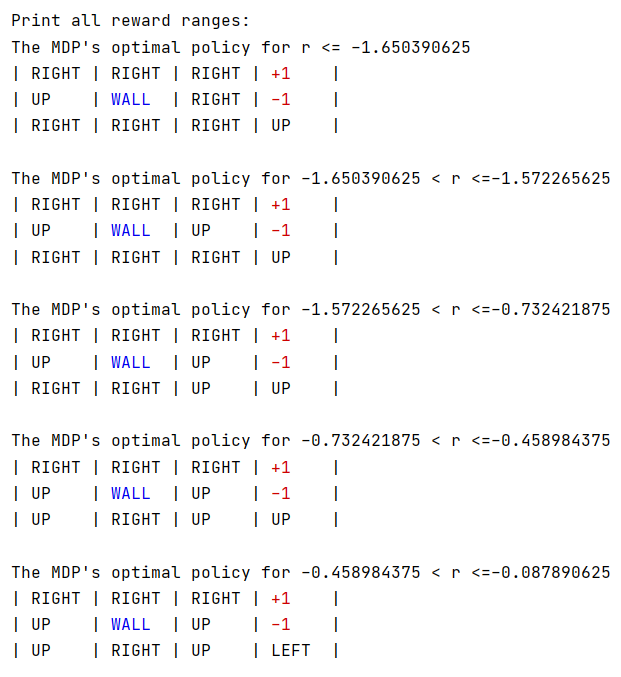 Print all reward ranges:
The MDP's optimal policy for r <= -1.650390625
| RIGHT | RIGHT | RIGHT | +1    |
| UP    | WALL  | RIGHT | -1    |
| RIGHT | RIGHT | RIGHT | UP    |
The MDP's optimal policy for -1.650390625 < r <=-1.572265625
| RIGHT | RIGHT | RIGHT | +1    |
| UP    | WALL  | UP    | -1    |
| RIGHT | RIGHT | RIGHT | UP    |
The MDP's optimal policy for -1.572265625 < r <=-0.732421875
| RIGHT | RIGHT | RIGHT | +1    |
| UP    | WALL  | UP    | -1    |
| RIGHT | RIGHT | UP    | UP    |
The MDP's optimal policy for -0.732421875 < r <=-0.458984375
| RIGHT | RIGHT | RIGHT | +1    |
| UP    | WALL  | UP    | -1    |
| UP    | RIGHT | UP    | UP    |
The MDP's optimal policy for -0.458984375 < r <=-0.087890625
| RIGHT | RIGHT | RIGHT | +1    |
| UP    | WALL  | UP    | -1    |
| UP    | RIGHT | UP    | LEFT  |